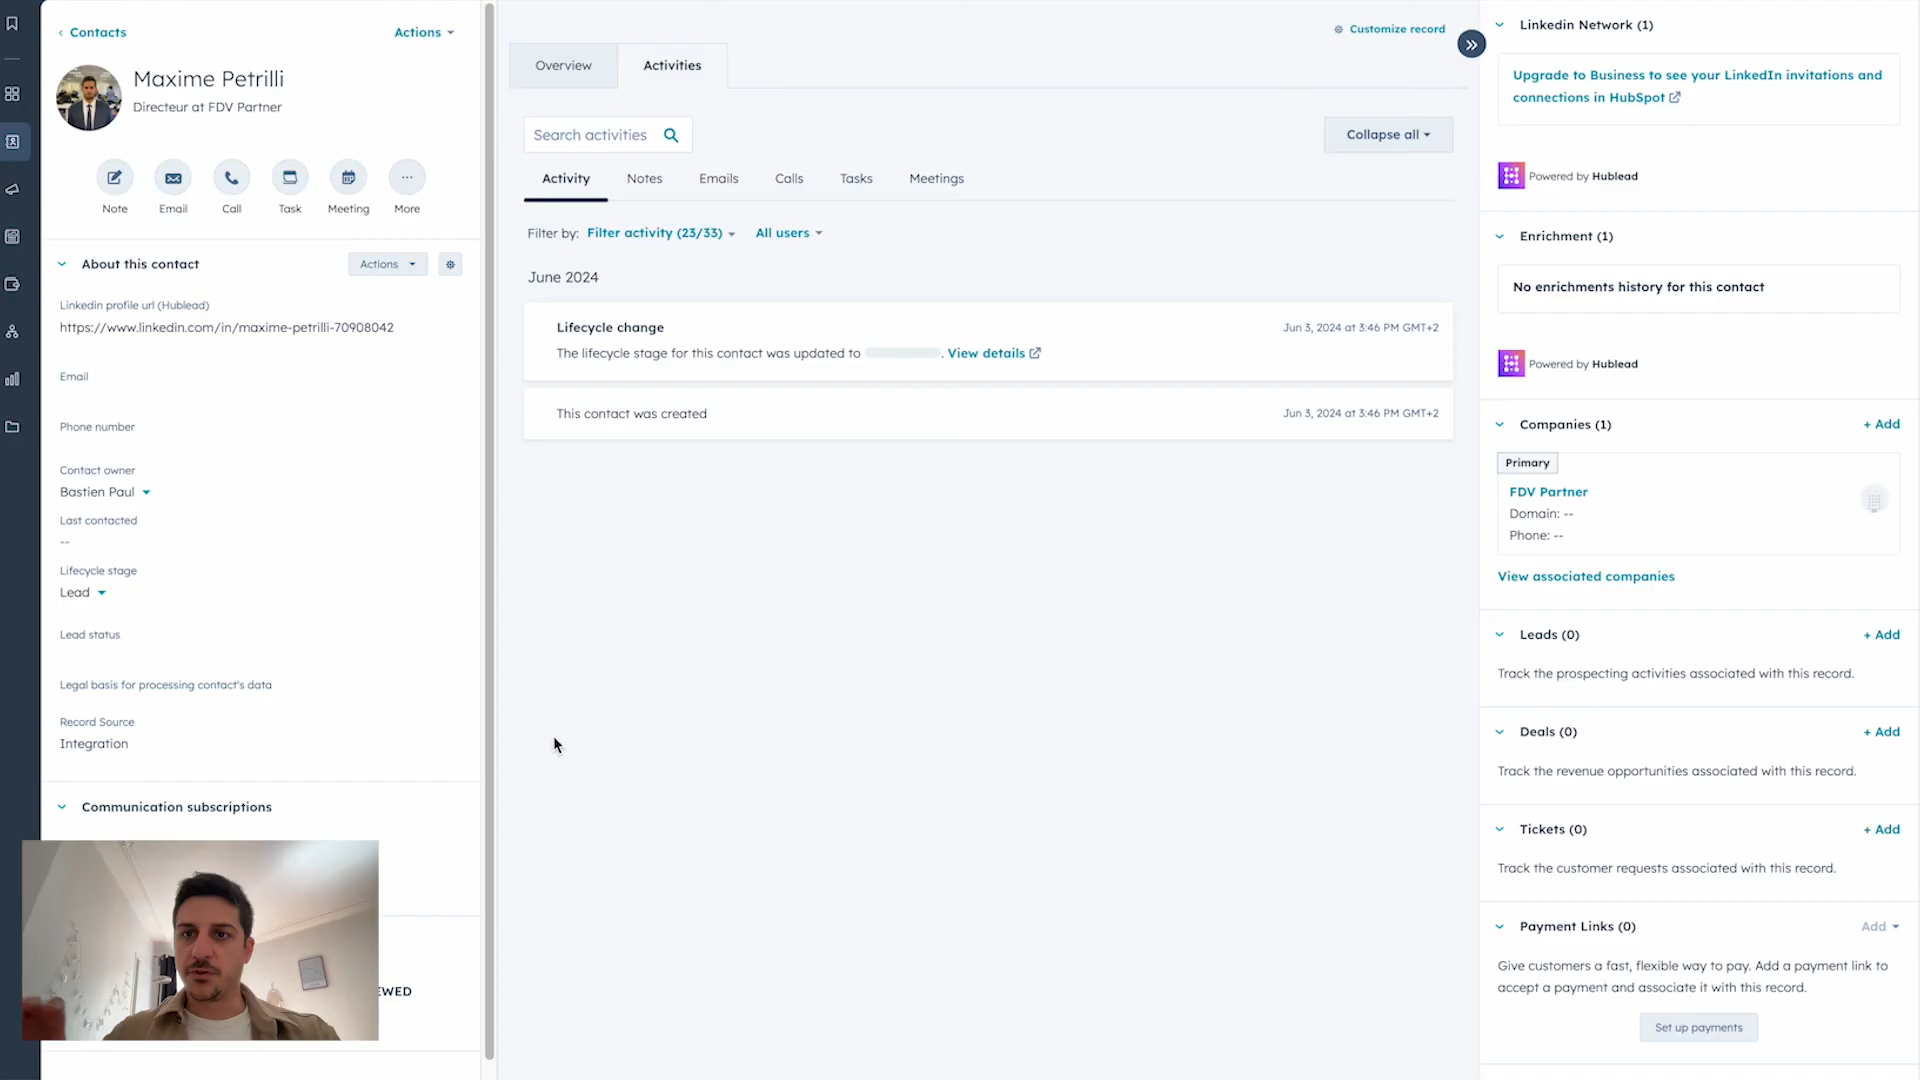 Contacts
Actions
Maxime Petrilli
Directeur at FDV Partner
Note
Email
Call
Task
Meeting
More
About this contact
Actions
Linkedin profile url (Hublead)
https://www.linkedin.com/in/maxime-petrilli-70908042
Email
Phone number
Contact owner
Bastien Paul
Last contacted
--
Lifecycle stage
Lead
Lead status
Legal basis for processing contact's data
Record Source
Integration
Communication subscriptions
EWED
Customize record
Overview
Activities
Search activities
Collapse all
Activity
Notes
Emails
Calls
Tasks
Meetings
Filter by:
Filter activity (23/33)
All users
June 2024
Lifecycle change
Jun 3, 2024 at 3:46 PM GMT+2
The lifecycle stage for this contact was updated to . View details
This contact was created
Jun 3, 2024 at 3:46 PM GMT+2
Linkedin Network (1)
Upgrade to Business to see your LinkedIn invitations and
connections in HubSpot
Powered by Hublead
Enrichment (1)
No enrichments history for this contact
Powered by Hublead
Companies (1)
+ Add
Primary
FDV Partner
Domain: --
Phone: --
View associated companies
Leads (0)
+ Add
Track the prospecting activities associated with this record.
Deals (0)
+ Add
Track the revenue opportunities associated with this record.
Tickets (0)
+ Add
Track the customer requests associated with this record.
Payment Links (0)
Add
Give customers a fast, flexible way to pay. Add a payment link to
accept a payment and associate it with this record.
Set up payments